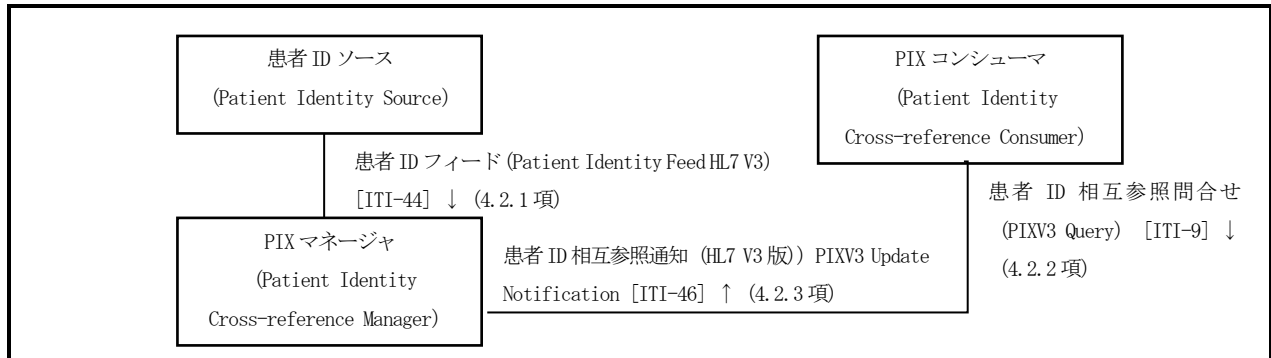 患者 ID ソース
(Patient Identity Source)
PIX コンシューマ
(Patient Identity
Cross-reference Consumer)
患者 ID フィード (Patient Identity Feed HL7 V3)
[ITI-44] ↓ (4.2.1 項)
患者 ID 相互参照問合せ
(PIXV3 Query) [ITI-9] ↓
(4.2.2 項)
PIX マネージャ
(Patient Identity
Cross-reference Manager)
患者 ID 相互参照通知 (HL7 V3 版)) PIXV3 Update
Notification [ITI-46] ↑ (4.2.3 項)